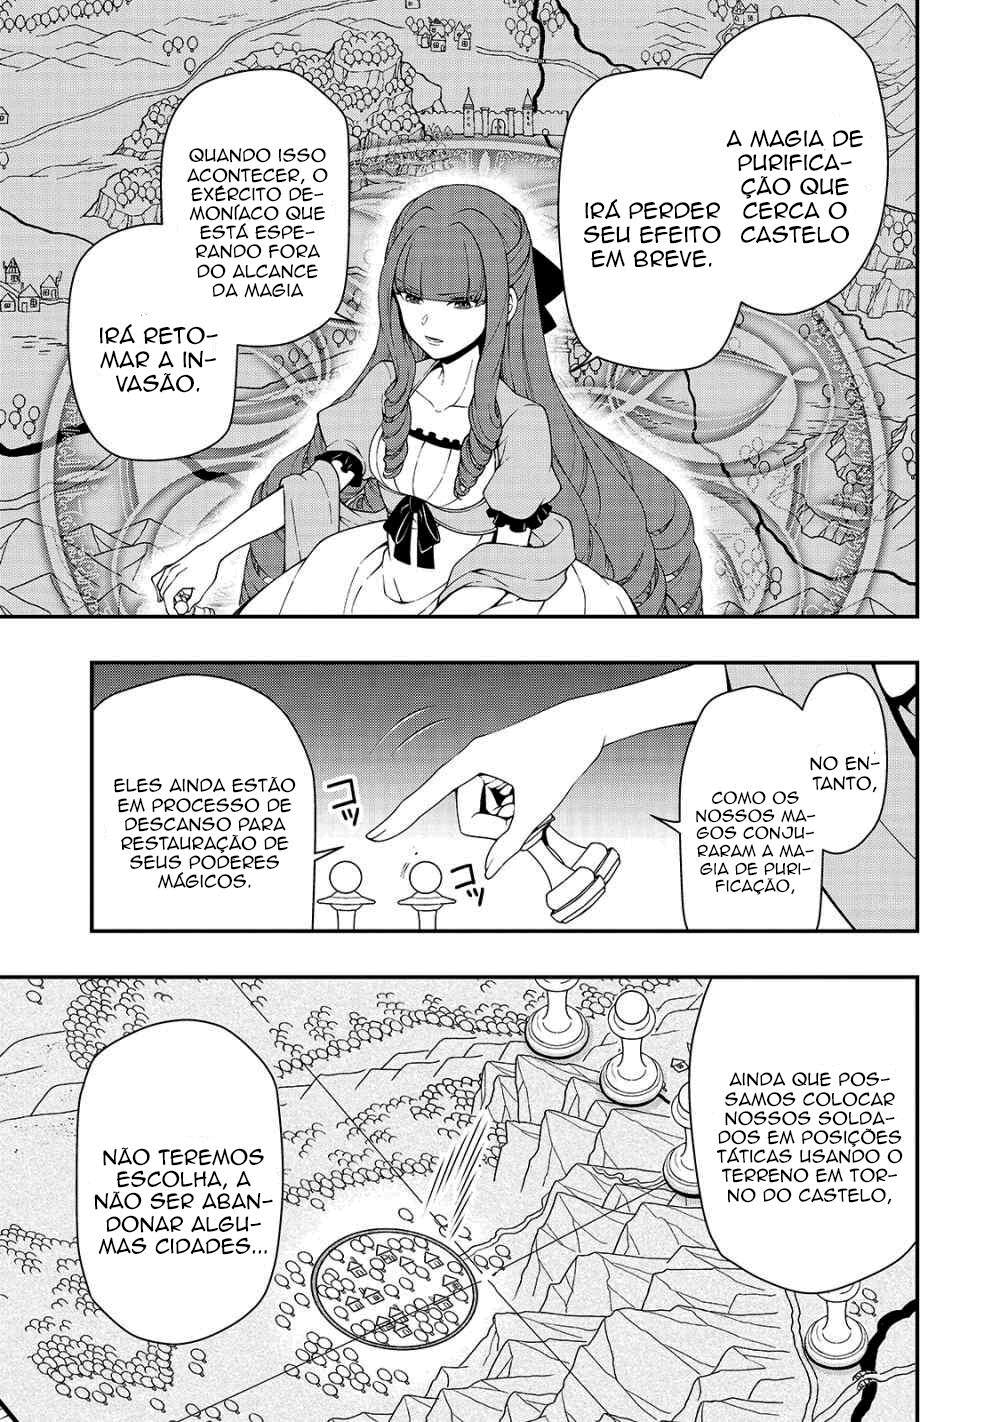 A MAGIA DE
PURIFICA-
ÇÃO QUE
CERCA O
CASTELO
IRÁ PERDER
SEU EFEITO
EM BREVE.
QUANDO ISSO
ACONTECER, O
EXÉRCITO DE-
MONÍACO QUE
ESTÁ ESPE-
RANDO FORA
DO ALCANCE
DA MAGIA
IRÁ RETO-
MAR A IN-
VASÃO.
NO EN-
TANTO,
COMO OS
NOSSOS MA-
GOS CONJU-
RARAM A MA-
GIA DE PURI-
FICAÇÃO,
コッ
コッ
ELES AINDA ESTÃO
EM PROCESSO DE
DESCANSO PARA
RESTAURAÇÃO DE
SEUS PODERES
MÁGICOS.
AINDA QUE POS-
SAMOS COLOCAR
NOSSOS SOLDA-
DOS EM POSIÇÕES
TÁTICAS USANDO O
TERRENO EM TOR-
NO DO CASTELO,
NÃO TEREMOS
ESCOLHA, A
NÃO SER ABAN-
DONAR ALGU-
MAS CIDADES...